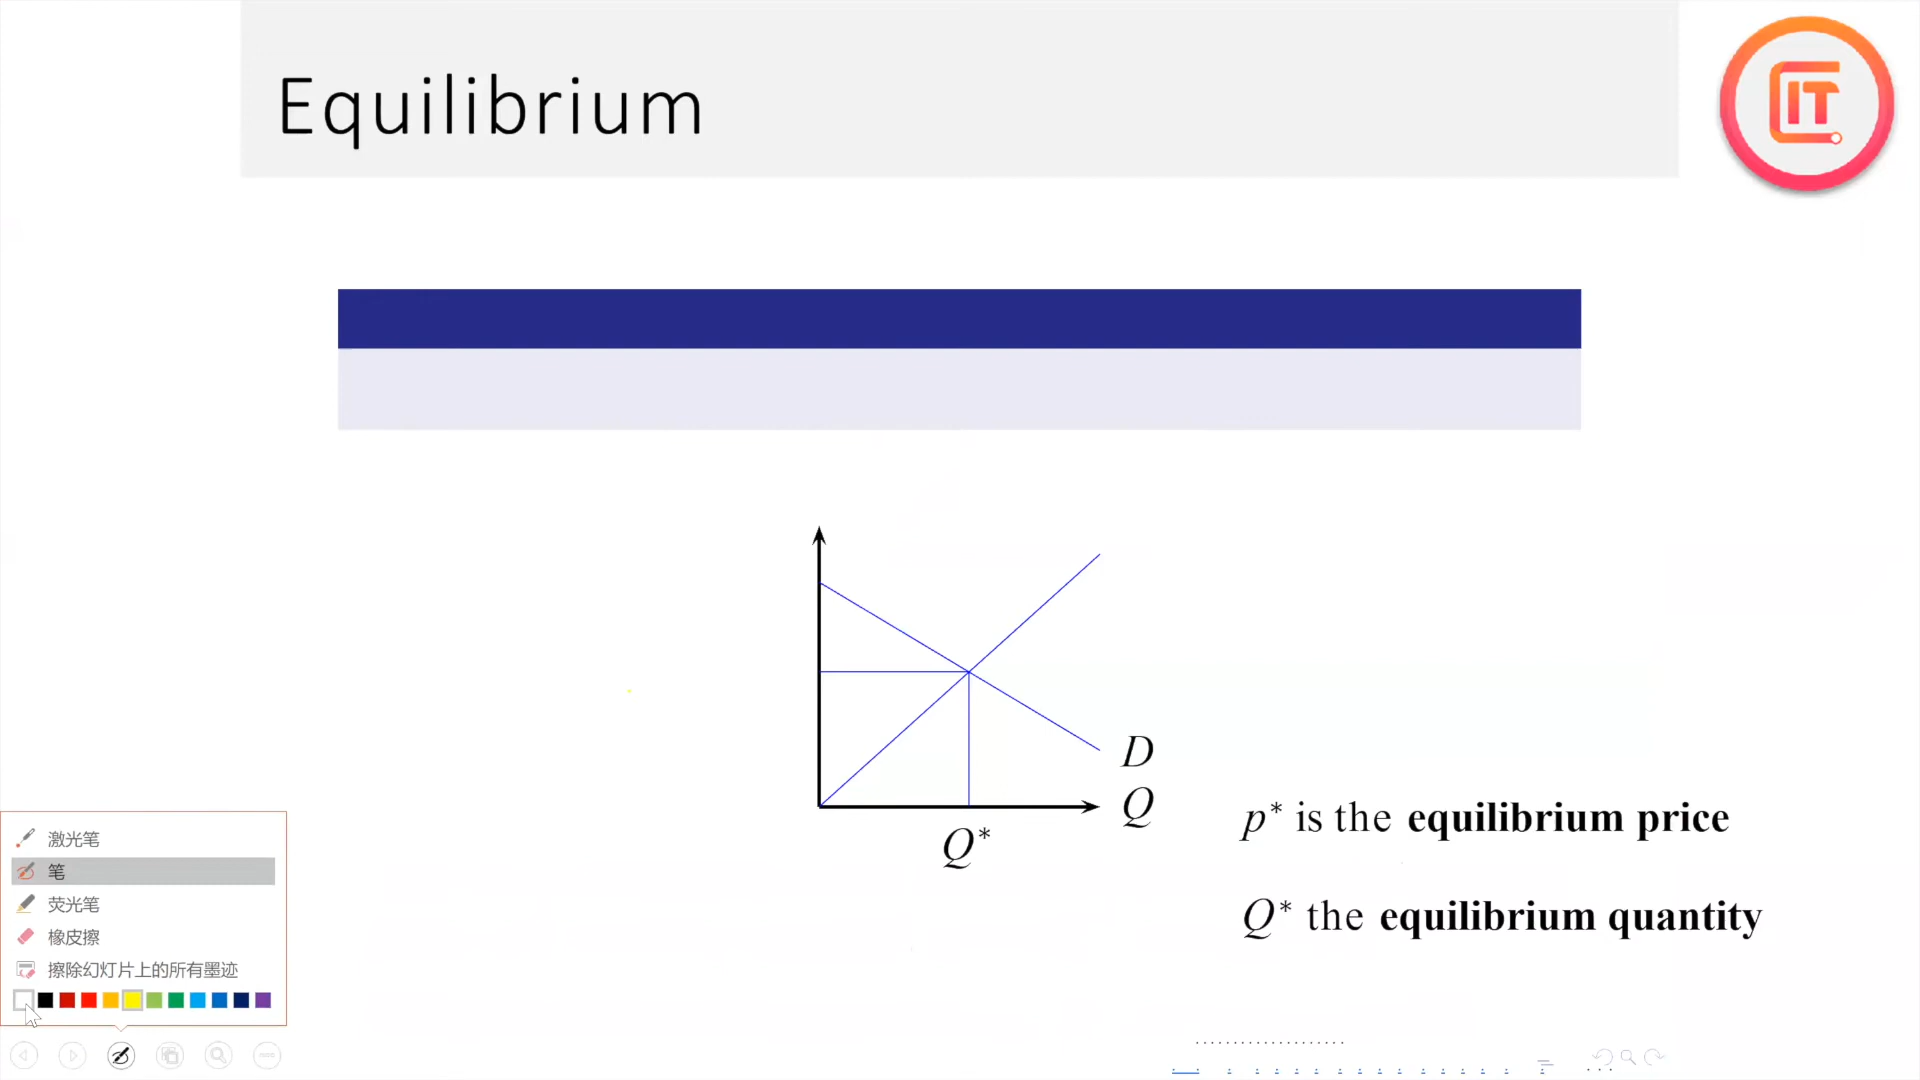 Equilibrium
IT
D
Q
Q*
p* is the equilibrium price
Q* the equilibrium quantity
激光笔
笔
荧光笔
橡皮擦
擦除幻灯片上的所有墨迹